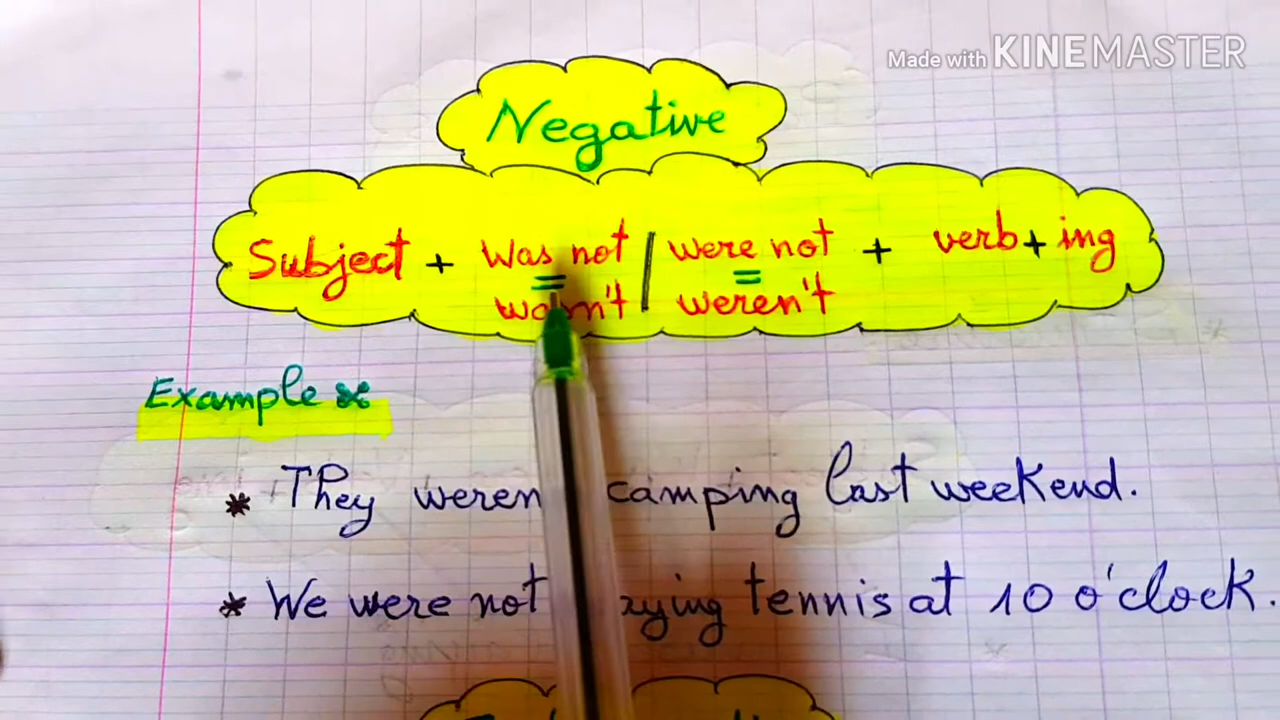 Made with KINEMASTER
Negative
Subject + Was not / were not + verb + ing
= =
wasn't weren't
Example
* They weren camping last weekend.
* We were not ying tennis at 10 o'clock.